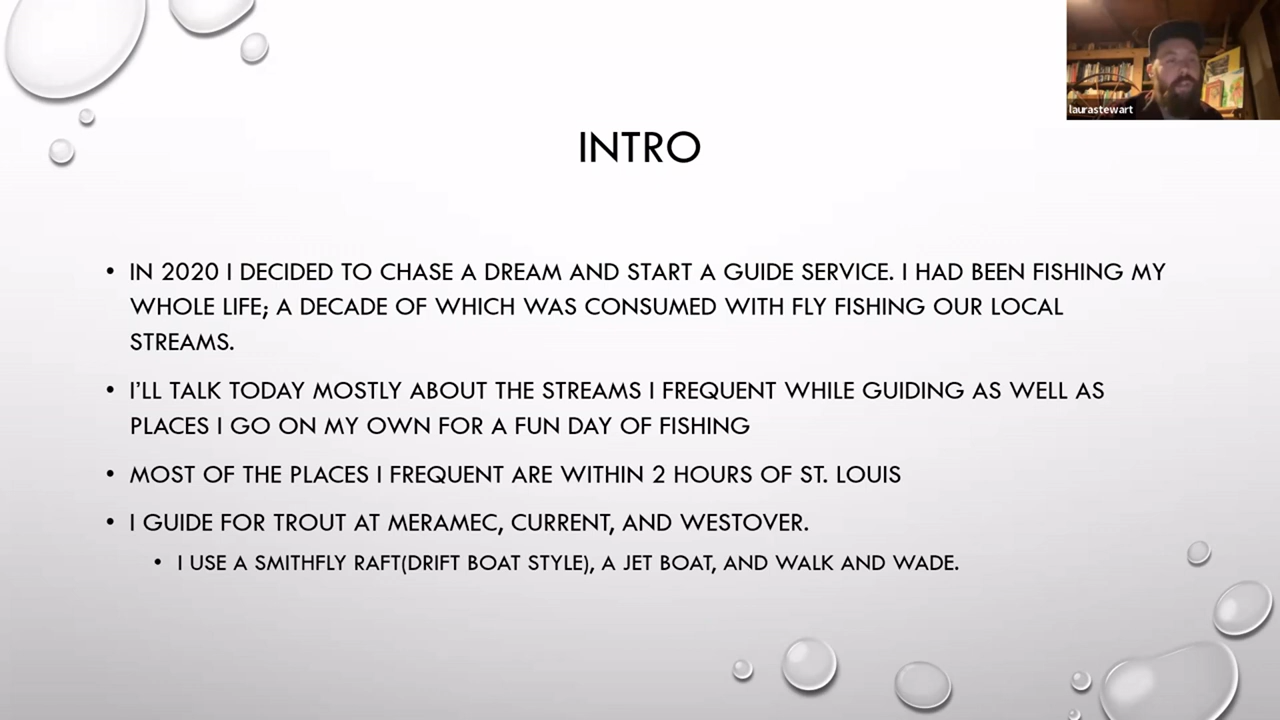 laurastewart
INTRO
• IN 2020 I DECIDED TO CHASE A DREAM AND START A GUIDE SERVICE. I HAD BEEN FISHING MY
WHOLE LIFE; A DECADE OF WHICH WAS CONSUMED WITH FLY FISHING OUR LOCAL
STREAMS.
• I’LL TALK TODAY MOSTLY ABOUT THE STREAMS I FREQUENT WHILE GUIDING AS WELL AS
PLACES I GO ON MY OWN FOR A FUN DAY OF FISHING
• MOST OF THE PLACES I FREQUENT ARE WITHIN 2 HOURS OF ST. LOUIS
• I GUIDE FOR TROUT AT MERAMEC, CURRENT, AND WESTOVER.
• I USE A SMITHFLY RAFT(DRIFT BOAT STYLE), A JET BOAT, AND WALK AND WADE.